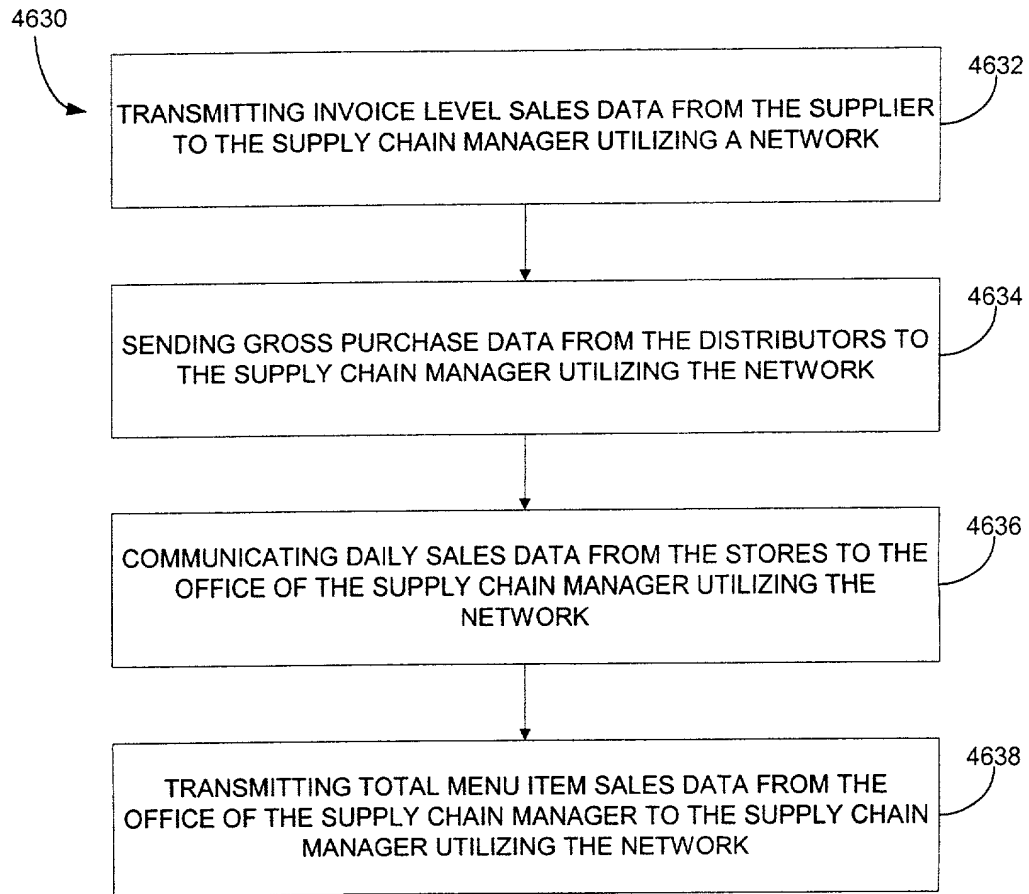 4630
4632
TRANSMITTING INVOICE LEVEL SALES DATA FROM THE SUPPLIER
TO THE SUPPLY CHAIN MANAGER UTILIZING A NETWORK
4634
SENDING GROSS PURCHASE DATA FROM THE DISTRIBUTORS TO
THE SUPPLY CHAIN MANAGER UTILIZING THE NETWORK
4636
COMMUNICATING DAILY SALES DATA FROM THE STORES TO THE
OFFICE OF THE SUPPLY CHAIN MANAGER UTILIZING THE
NETWORK
4638
TRANSMITTING TOTAL MENU ITEM SALES DATA FROM THE
OFFICE OF THE SUPPLY CHAIN MANAGER TO THE SUPPLY CHAIN
MANAGER UTILIZING THE NETWORK